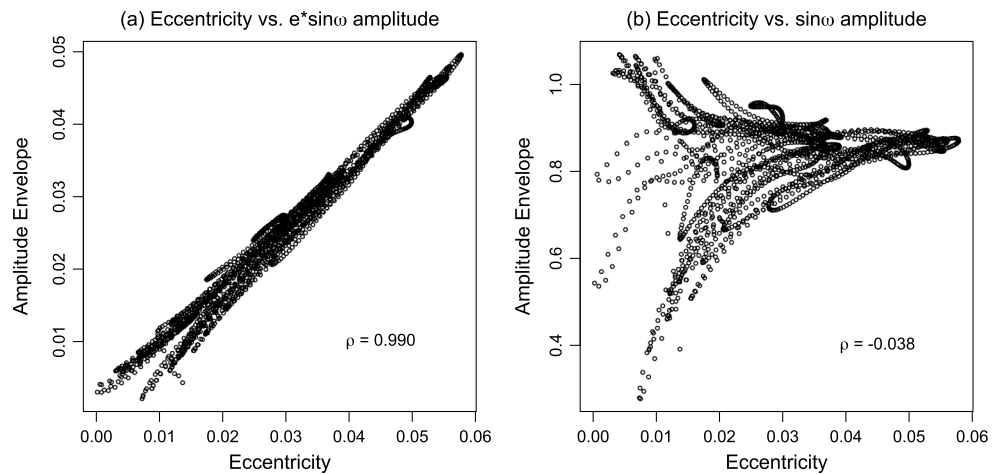 (a) Eccentricity vs. e*sinω amplitude
Amplitude Envelope
0.05
0.04
0.03
0.02
0.01
ρ = 0.990
0.00 0.01 0.02 0.03 0.04 0.05 0.06
Eccentricity
(b) Eccentricity vs. sinω amplitude
Amplitude Envelope
1.0
0.8
0.6
0.4
ρ = -0.038
0.00 0.01 0.02 0.03 0.04 0.05 0.06
Eccentricity